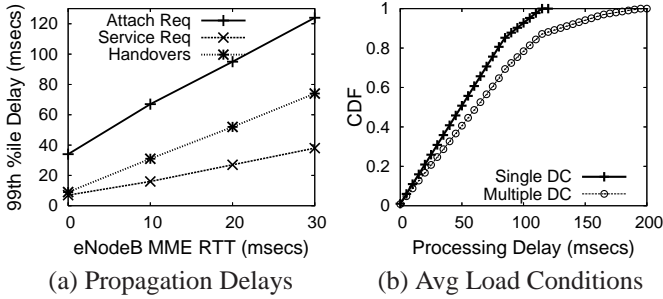 99th %ile Delay (msecs)
120
100
80
60
40
20
0
Attach Req
Service Req
Handovers
0 10 20 30
eNodeB MME RTT (msecs)
(a) Propagation Delays
CDF
1
0.8
0.6
0.4
0.2
0
Single DC
Multiple DC
0 50 100 150 200
Processing Delay (msecs)
(b) Avg Load Conditions